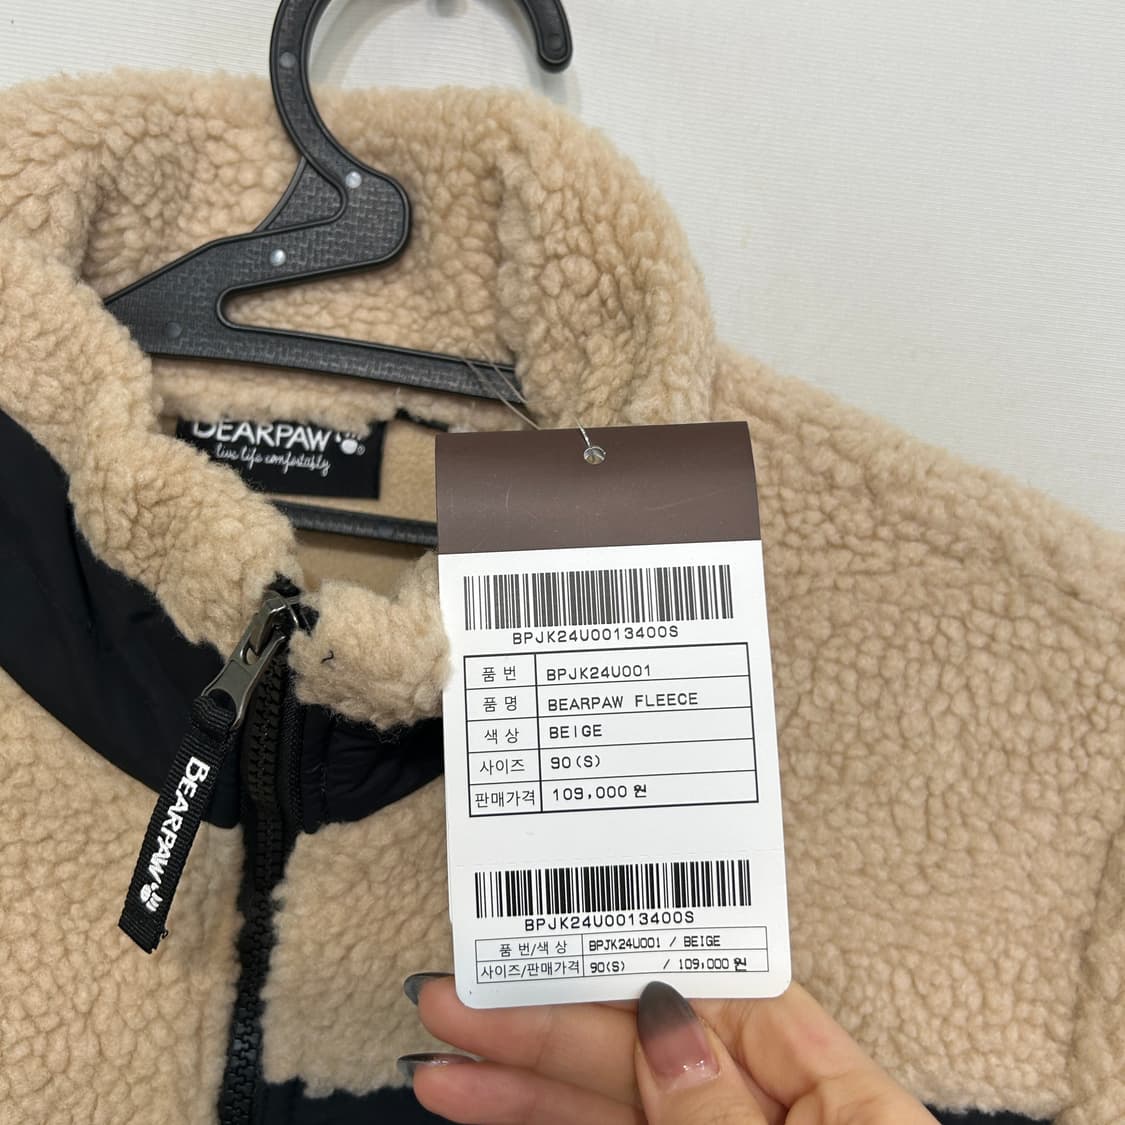 BEARPAW
live life comfortably
BEARPAW
BPJK24U0013400S
품 번 BPJK24U001
품 명 BEARPAW FLEECE
색 상 BEIGE
사이즈 90(S)
판매가격 109,000 원
BPJK24U0013400S
품 번/색 상 BPJK24U001 / BEIGE
사이즈/판매가격 90(S) / 109,000 원